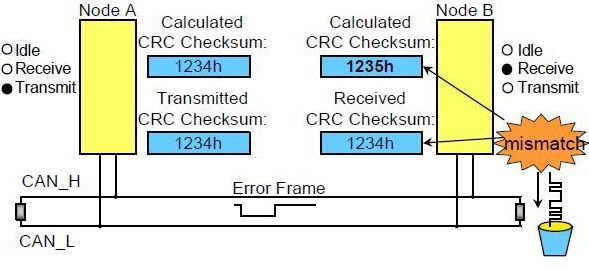 Node A
Node B
Calculated
CRC Checksum:
1234h
Calculated
CRC Checksum:
1235h
Idle
Receive
Transmit
Idle
Receive
Transmit
Transmitted
CRC Checksum:
1234h
Received
CRC Checksum:
1234h
mismatch
CAN_H
Error Frame
CAN_L